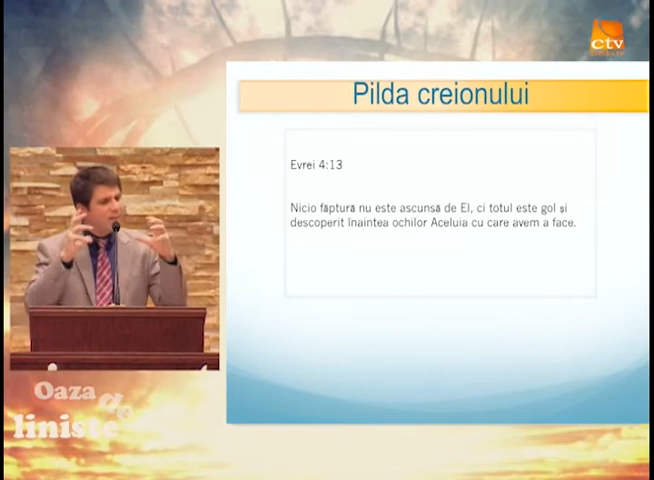 ctv
Pilda creionului
Evrei 4:13
Nicio făptură nu este ascunsă de El, ci totul este gol și
descoperit înaintea ochilor Aceluia cu care avem a face.
Oaza de
liniste